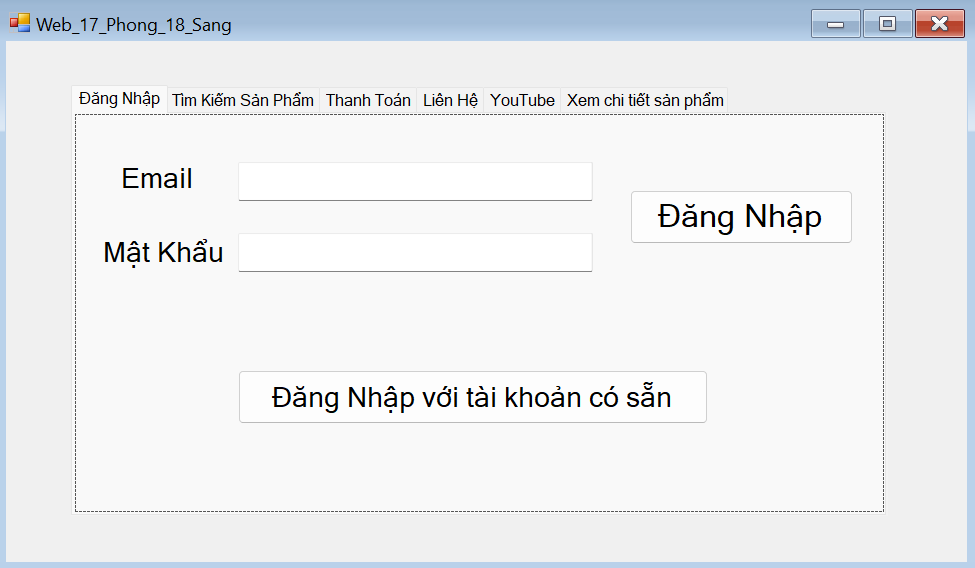 Web_17_Phong_18_Sang
Đăng Nhập Tìm Kiếm Sản Phẩm Thanh Toán Liên Hệ YouTube Xem chi tiết sản phẩm
Email
Đăng Nhập
Mật Khẩu
Đăng Nhập với tài khoản có sẵn